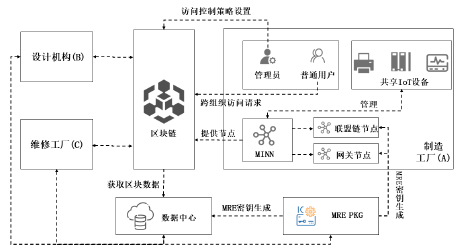 访问控制策略设置
设计机构(B)
管理员
普通用户
共享IoT设备
区块链
跨组织访问请求
管理
维修工厂(C)
提供节点
MINN
联盟链节点
网关节点
制造
工厂(A)
获取区块数据
MRE密钥生成
数据中心
MRE密钥生成
MRE PKG